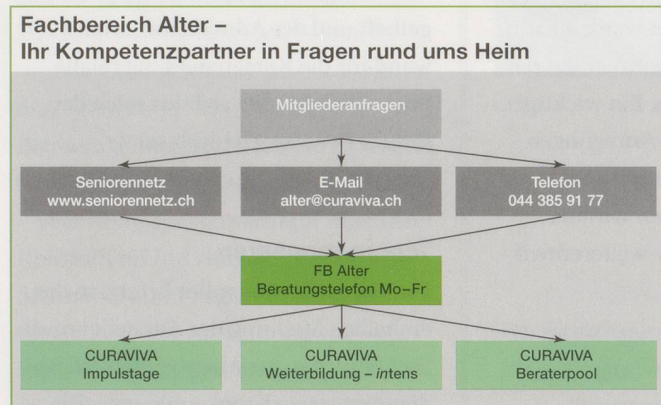 Fachbereich Alter –
Ihr Kompetenzpartner in Fragen rund ums Heim
Mitgliederanfragen
Seniorennetz
www.seniorennetz.ch
E-Mail
alter@curaviva.ch
Telefon
044 385 91 77
FB Alter
Beratungstelefon Mo–Fr
CURAVIVA
Impulstage
CURAVIVA
Weiterbildung – intens
CURAVIVA
Beraterpool